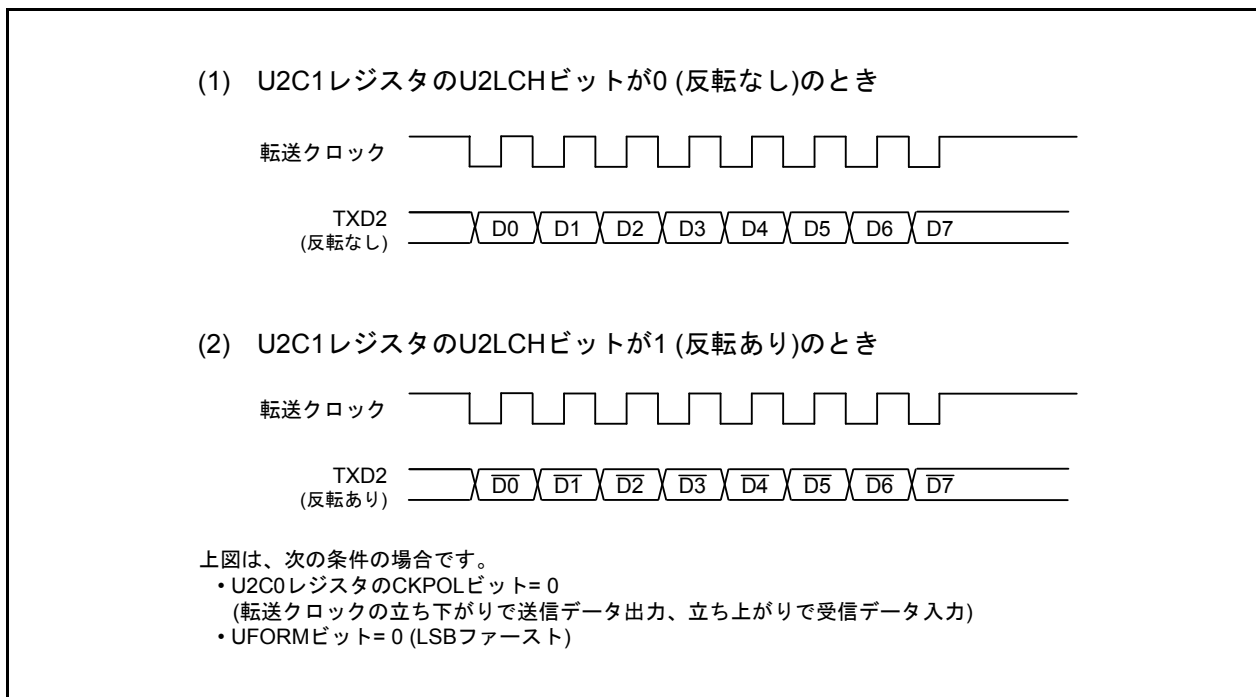 (1) U2C1レジスタのU2LCHビットが0 (反転なし)のとき
転送クロック
TXD2
(反転なし)
D0 D1 D2 D3 D4 D5 D6 D7
(2) U2C1レジスタのU2LCHビットが1 (反転あり)のとき
転送クロック
TXD2
(反転あり)
D̅0̅ D̅1̅ D̅2̅ D̅3̅ D̅4̅ D̅5̅ D̅6̅ D̅7̅
上図は、次の条件の場合です。
• U2C0レジスタのCKPOLビット= 0
(転送クロックの立ち下がりで送信データ出力、立ち上がりで受信データ入力)
• UFORMビット= 0 (LSBファースト)